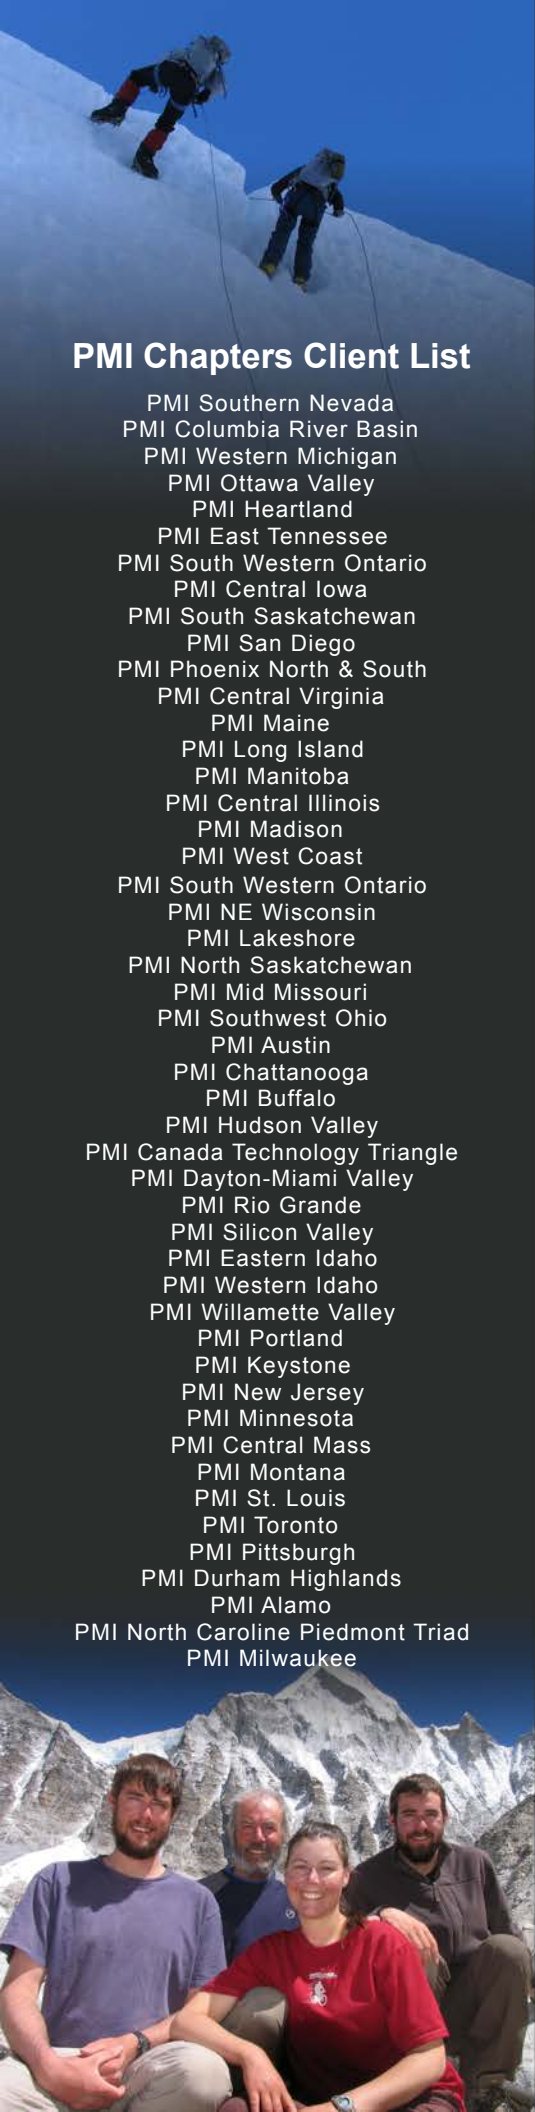 PMI Chapters Client List
PMI Southern Nevada
PMI Columbia River Basin
PMI Western Michigan
PMI Ottawa Valley
PMI Heartland
PMI East Tennessee
PMI South Western Ontario
PMI Central Iowa
PMI South Saskatchewan
PMI San Diego
PMI Phoenix North & South
PMI Central Virginia
PMI Maine
PMI Long Island
PMI Manitoba
PMI Central Illinois
PMI Madison
PMI West Coast
PMI South Western Ontario
PMI NE Wisconsin
PMI Lakeshore
PMI North Saskatchewan
PMI Mid Missouri
PMI Southwest Ohio
PMI Austin
PMI Chattanooga
PMI Buffalo
PMI Hudson Valley
PMI Canada Technology Triangle
PMI Dayton-Miami Valley
PMI Rio Grande
PMI Silicon Valley
PMI Eastern Idaho
PMI Western Idaho
PMI Willamette Valley
PMI Portland
PMI Keystone
PMI New Jersey
PMI Minnesota
PMI Central Mass
PMI Montana
PMI St. Louis
PMI Toronto
PMI Pittsburgh
PMI Durham Highlands
PMI Alamo
PMI North Caroline Piedmont Triad
PMI Milwaukee